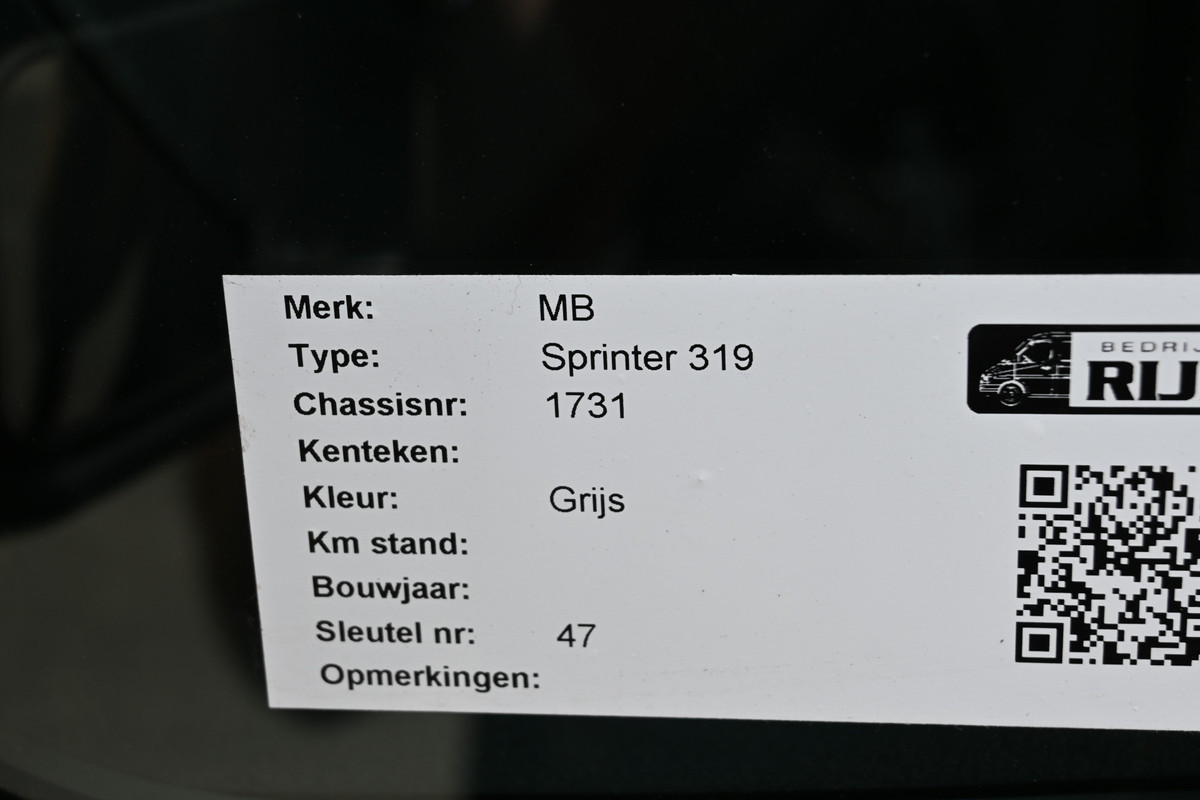 Merk: MB
Type: Sprinter 319
Chassisnr: 1731
Kenteken:
Kleur: Grijs
Km stand:
Bouwjaar:
Sleutel nr: 47
Opmerkingen: